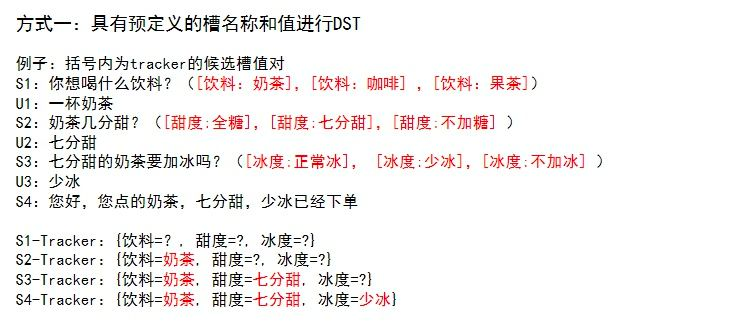 方式一：具有预定义的槽名称和值进行DST
例子：括号内为tracker的候选槽值对
S1：你想喝什么饮料？（[饮料：奶茶]，[饮料：咖啡] ，[饮料：果茶]）
U1：一杯奶茶
S2：奶茶几分甜？（[甜度:全糖]，[甜度:七分甜]，[甜度:不加糖] ）
U2：七分甜
S3：七分甜的奶茶要加冰吗？（[冰度:正常冰]， [冰度:少冰]，[冰度:不加冰] ）
U3：少冰
S4：您好，您点的奶茶，七分甜，少冰已经下单
S1-Tracker：{饮料=？, 甜度=?, 冰度=?}
S2-Tracker：{饮料=奶茶, 甜度=?, 冰度=?}
S3-Tracker：{饮料=奶茶, 甜度=七分甜, 冰度=?}
S4-Tracker：{饮料=奶茶, 甜度=七分甜, 冰度=少冰}